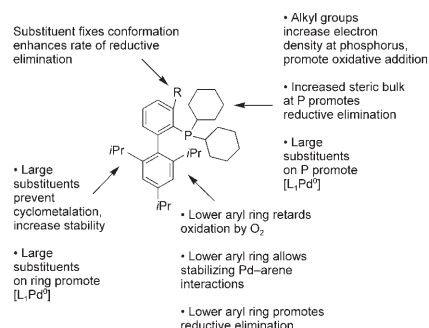 Substituent fixes conformation
enhances rate of reductive
elimination
• Alkyl groups
increase electron
density at phosphorus,
promote oxidative addition
• Increased steric bulk
at P promotes
reductive elimination
• Large
substituents
on P promote
[L₁Pd⁰]
R
P
iPr
iPr
iPr
• Large
substituents
prevent
cyclometalation,
increase stability
• Large
substituents
on ring promote
[L₁Pd⁰]
• Lower aryl ring retards
oxidation by O₂
• Lower aryl ring allows
stabilizing Pd–arene
interactions
• Lower aryl ring promotes
reductive elimination